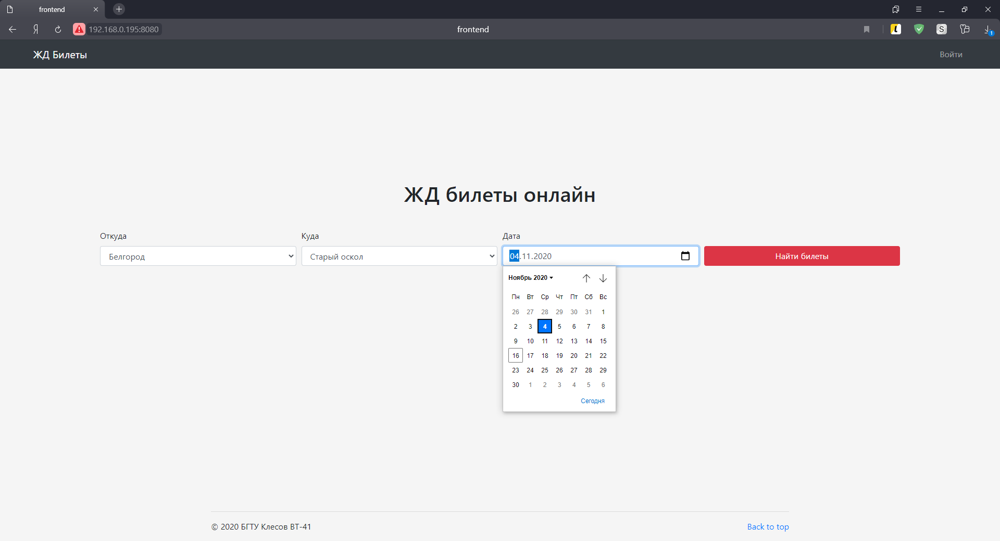 frontend
192.168.0.195:8080
frontend
1
ЖД Билеты
Войти
ЖД билеты онлайн
Откуда
Куда
Дата
Белгород
Старый оскол
04.11.2020
Найти билеты
Ноябрь 2020
Пн Вт Ср Чт Пт Сб Вс
26 27 28 29 30 31 1
2 3 4 5 6 7 8
9 10 11 12 13 14 15
16 17 18 19 20 21 22
23 24 25 26 27 28 29
30 1 2 3 4 5 6
Сегодня
© 2020 БГТУ Клесов ВТ-41
Back to top